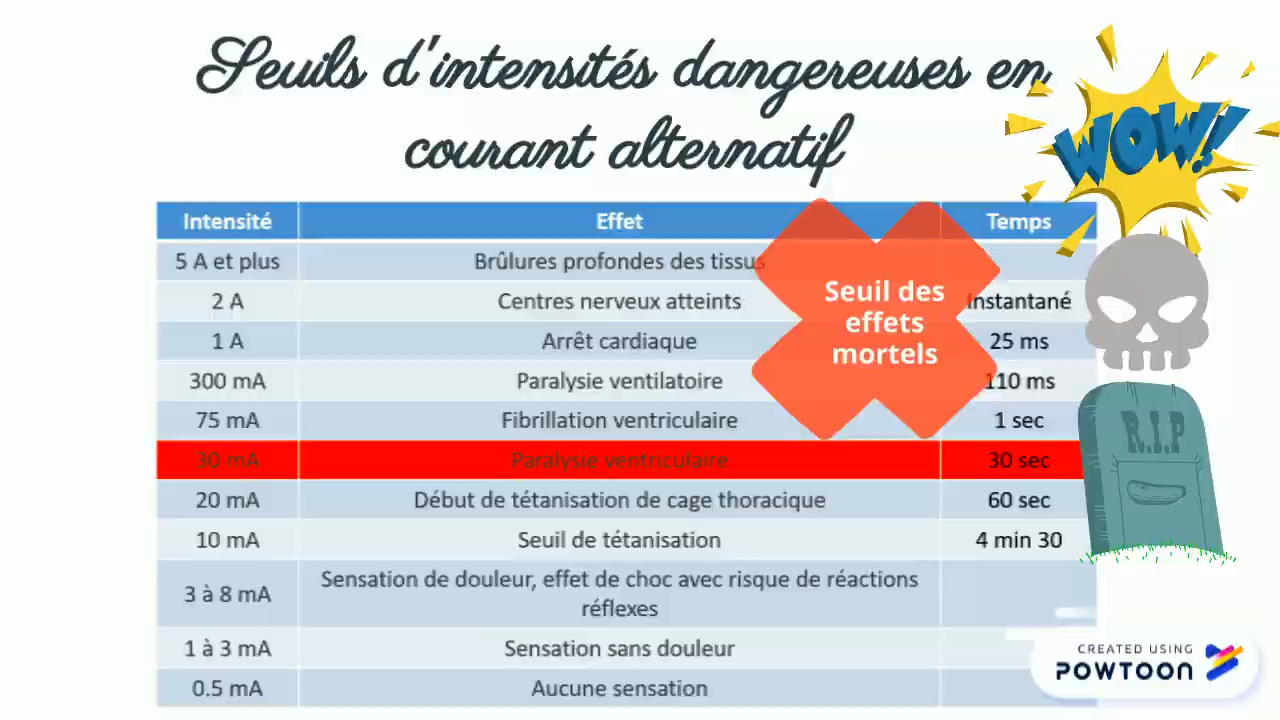 Seuils d'intensités dangereuses en
courant alternatif
WOW!
Intensité Effet Temps
5 A et plus Brûlures profondes des tissus
2 A Centres nerveux atteints Instantané
1 A Arrêt cardiaque 25 ms
300 mA Paralysie ventilatoire 110 ms
75 mA Fibrillation ventriculaire 1 sec
30 mA Paralysie ventriculaire 30 sec
20 mA Début de tétanisation de cage thoracique 60 sec
10 mA Seuil de tétanisation 4 min 30
3 à 8 mA Sensation de douleur, effet de choc avec risque de réactions
réflexes
1 à 3 mA Sensation sans douleur
0.5 mA Aucune sensation
Seuil des
effets
mortels
R.I.P
CREATED USING
POWTOON